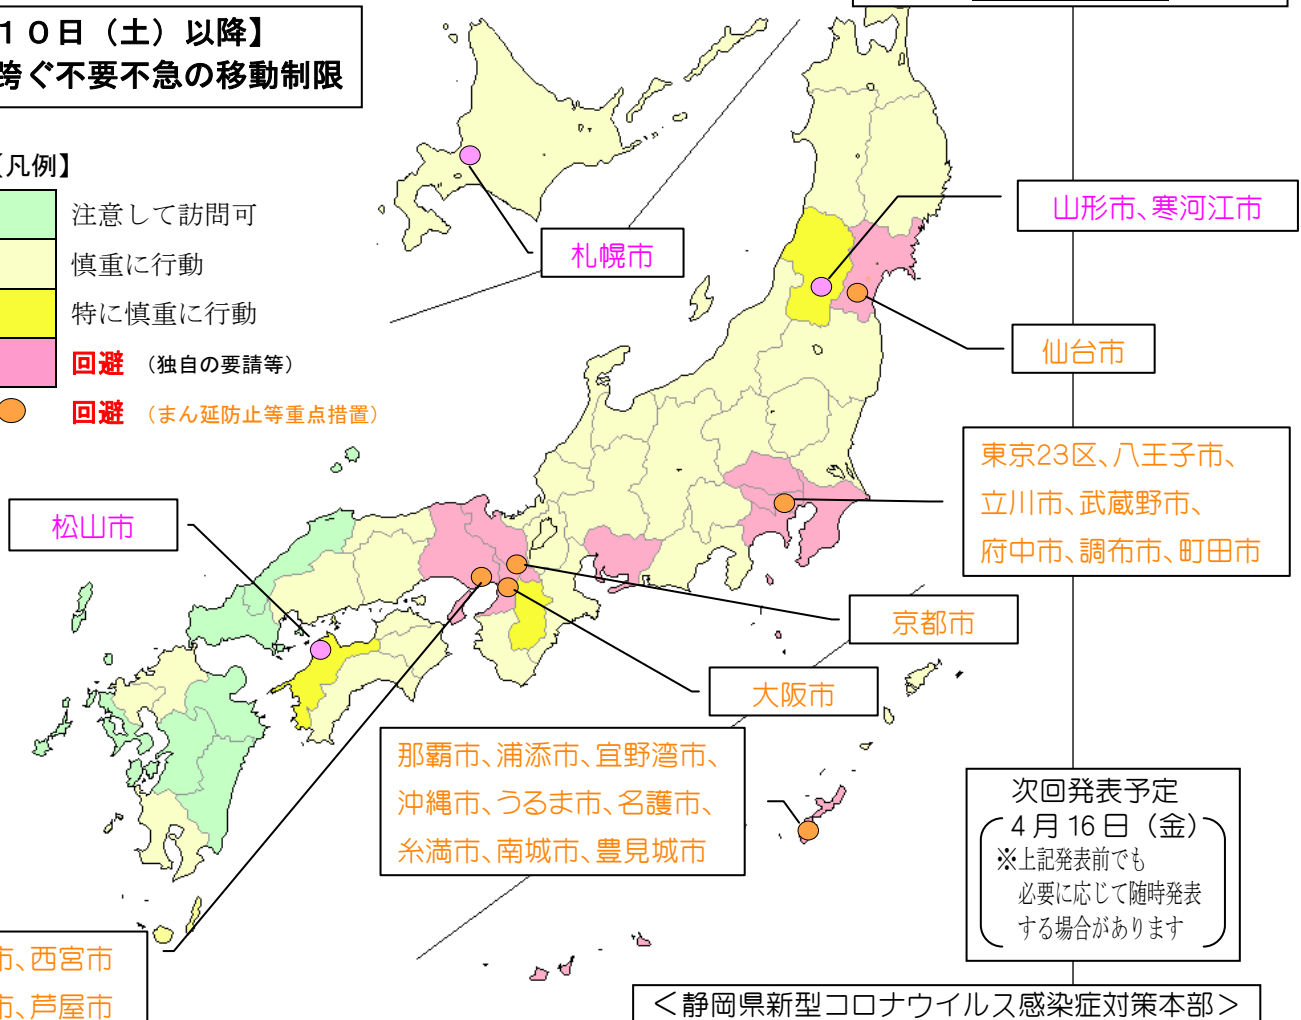 １０日（土）以降】
跨ぐ不要不急の移動制限
【凡例】
注意して訪問可
慎重に行動
特に慎重に行動
回避（独自の要請等）
回避（まん延防止等重点措置）
札幌市
山形市、寒河江市
仙台市
東京23区、八王子市、
立川市、武蔵野市、
府中市、調布市、町田市
松山市
京都市
大阪市
那覇市、浦添市、宜野湾市、
沖縄市、うるま市、名護市、
糸満市、南城市、豊見城市
次回発表予定
４月16日（金）
※上記発表前でも
必要に応じて随時発表
する場合があります
市、西宮市
市、芦屋市
＜静岡県新型コロナウイルス感染症対策本部＞